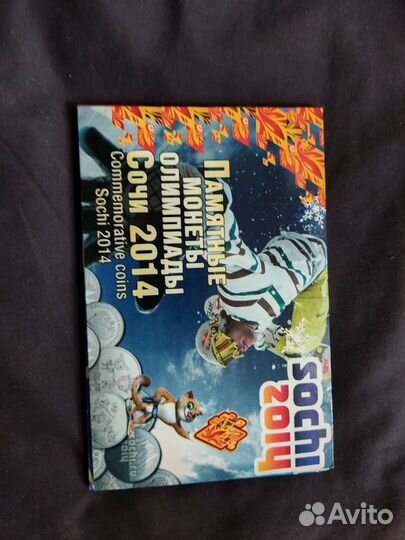 ПАМЯТНЫЕ
МОНЕТЫ
ОЛИМПИАДЫ
СОЧИ 2014
Commemorative coins
Sochi 2014
sochi
2014
Avito